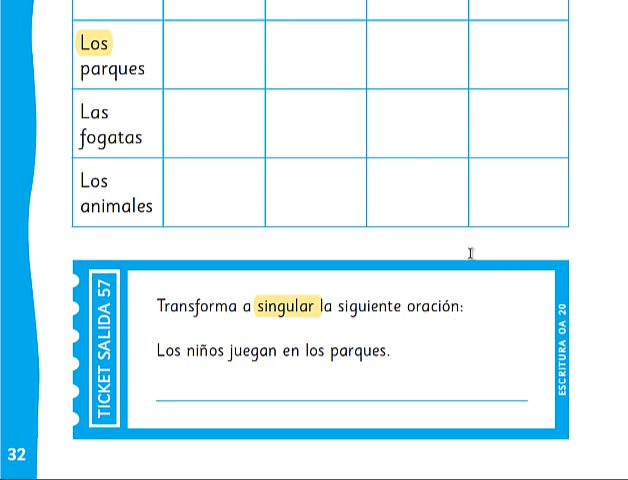 Los
parques
Las
fogatas
Los
animales
TICKET SALIDA 57
Transforma a singular la siguiente oración:
Los niños juegan en los parques.
ESCRITURA OA 20
32